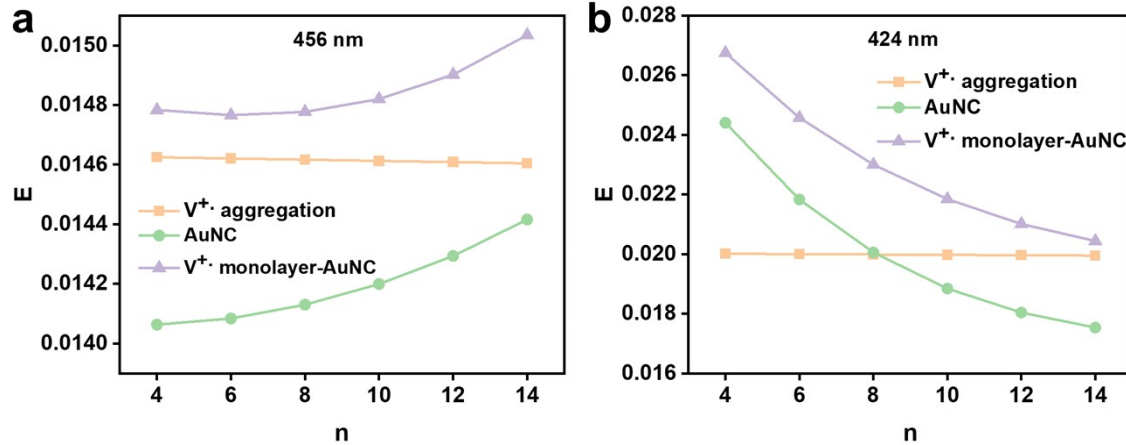 a
456 nm
0.0150
0.0148
0.0146
0.0144
0.0142
0.0140
E
V⁺· aggregation
AuNC
V⁺· monolayer-AuNC
4 6 8 10 12 14
n
b
424 nm
0.028
0.026
0.024
0.022
0.020
0.018
0.016
E
V⁺· aggregation
AuNC
V⁺· monolayer-AuNC
4 6 8 10 12 14
n